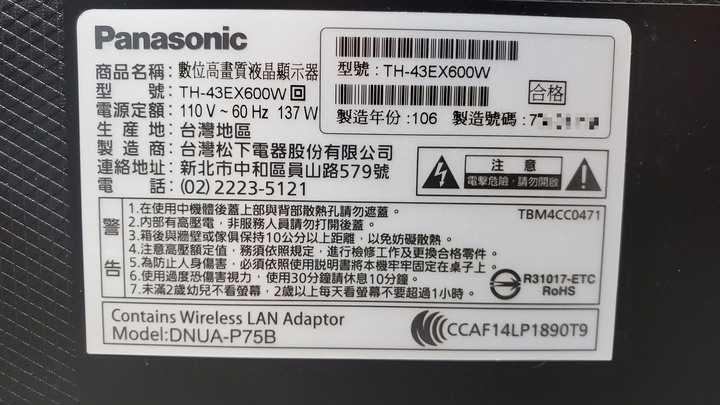 Panasonic
商品名稱: 數位高畫質液晶顯示器
型號: TH-43EX600W 回
電源定額: 110 V ~ 60 Hz 137 W
生產地: 台灣地區
製造商: 台灣松下電器股份有限公司
連絡地址: 新北市中和區員山路579號
電話: (02) 2223-5121
型號: TH-43EX600W
合格
製造年份 :106 製造號碼 :7
注意
電擊危險,請勿開啟
警告
TBM4CC0471
1.在使用中機體後蓋上部與背部散熱孔請勿遮蓋。
2.內部有高壓電,非服務人員請勿打開後蓋。
3.箱後與牆壁或傢俱保持10公分以上距離,以免妨礙散熱。
4.注意高壓額定值,務須依照規定,進行檢修工作及更換合格零件。
5.為防止人身傷害,必須依照使用說明書將本機牢牢固定在桌子上。
6.使用過度恐傷害視力,使用30分鐘請休息10分鐘。
7.未滿2歲幼兒不看螢幕,2歲以上每天看螢幕不要超過1小時。
R31017-ETC
RoHS
Contains Wireless LAN Adaptor
Model:DNUA-P75B
CCAF14LP1890T9